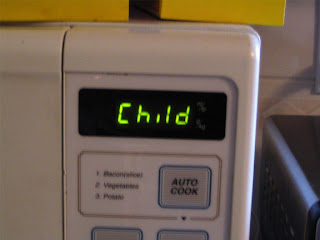 Child
1. Bacon(slice)
2. Vegetables
3. Potato
AUTO
COOK